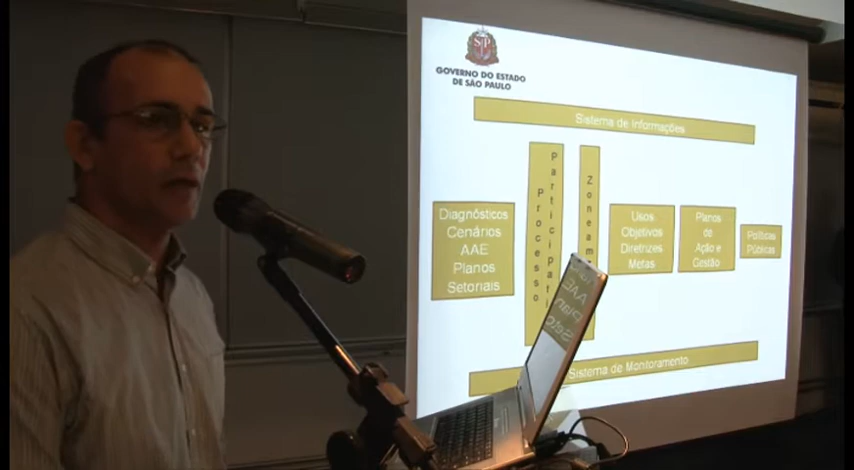 GOVERNO DO ESTADO
DE SÃO PAULO
Sistema de Informações
Diagnósticos
Cenários
AAE
Planos
Setoriais
Processo
Participati
Zoneam
Usos
Objetivos
Diretrizes
Metas
Planos
de
Ação e
Gestão
Políticas
Públicas
Sistema de Monitoramento